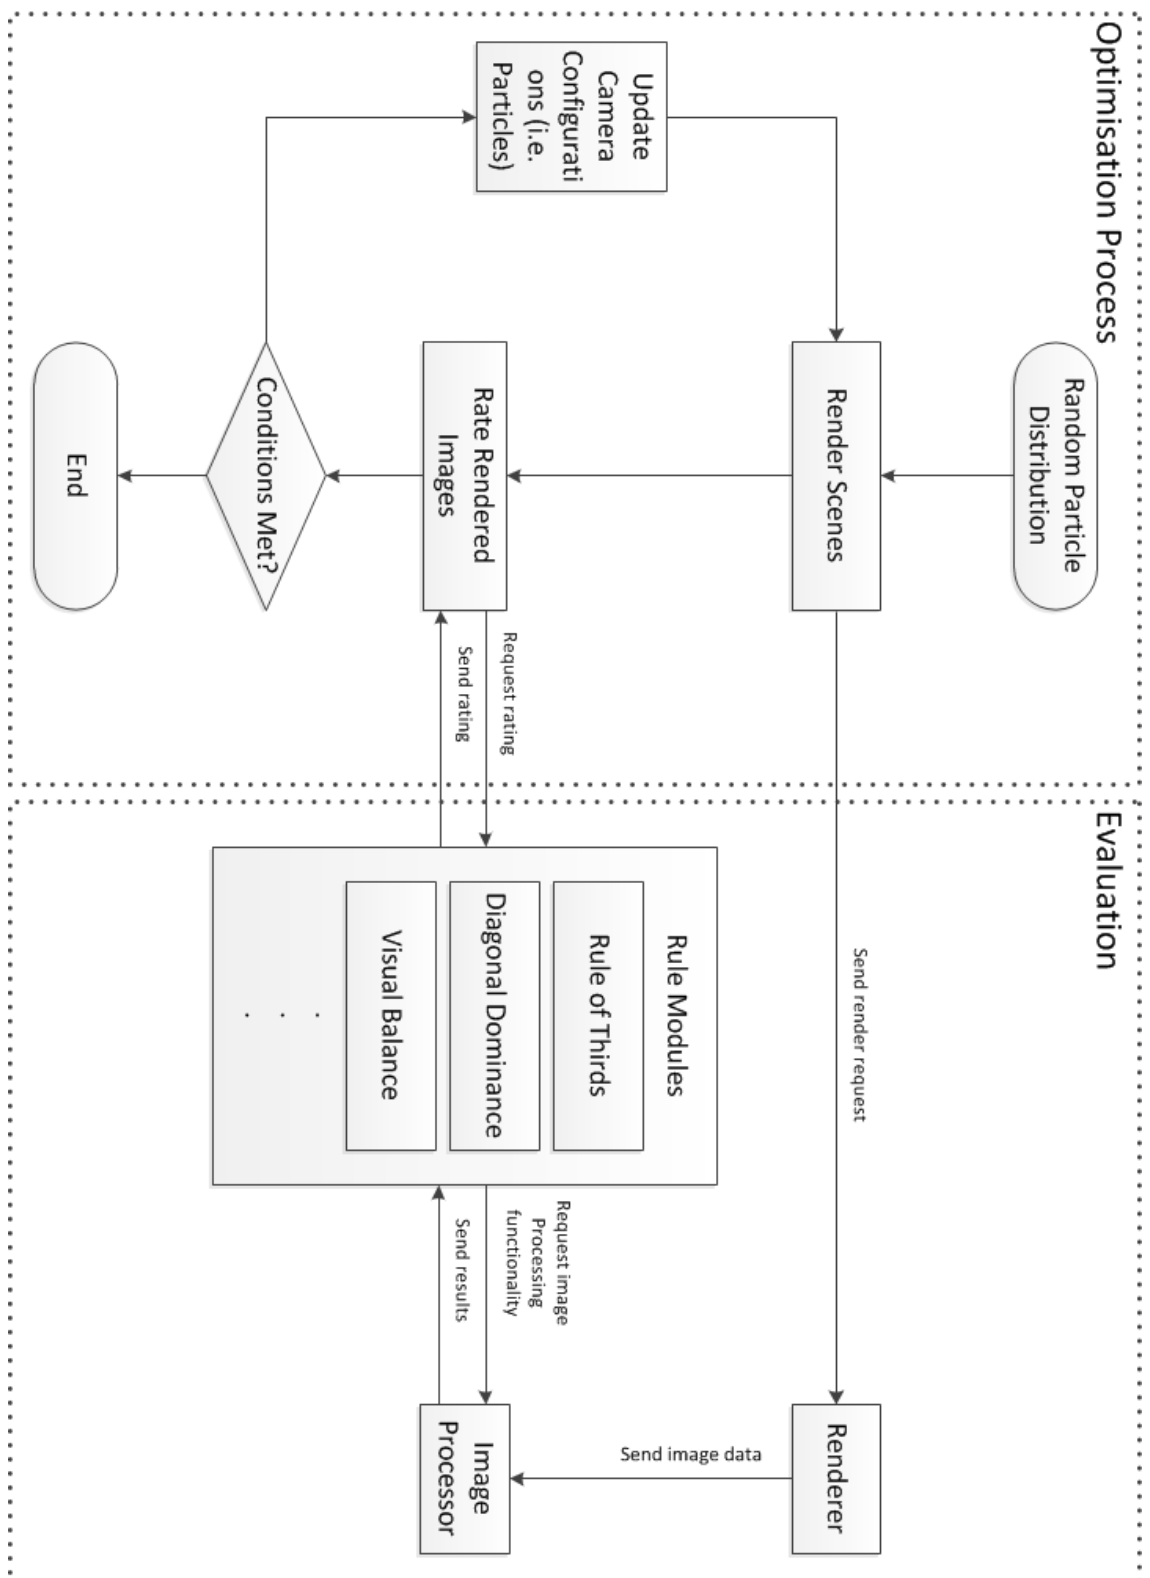 Optimisation Process
Random Particle
Distribution
Render Scenes
Update
Camera
Configurati
ons (i.e.
Particles)
Rate Rendered
Images
Conditions Met?
End
Request rating
Send rating
Evaluation
Send render request
Rule Modules
Rule of Thirds
Diagonal Dominance
Visual Balance
. . .
Request image
Processing
functionality
Send results
Renderer
Send image data
Image
Processor